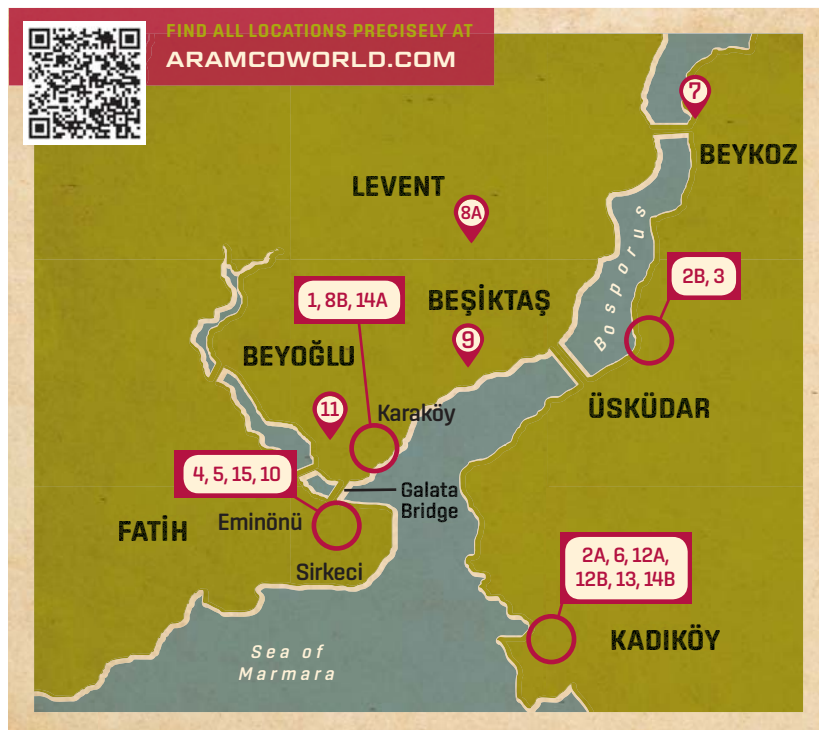 FIND ALL LOCATIONS PRECISELY AT
ARAMCOWORLD.COM
7
BEYKOZ
LEVENT
8A
Bosporus
2B, 3
1, 8B, 14A
BEŞİKTAŞ
9
BEYOĞLU
ÜSKÜDAR
11
Karaköy
4, 5, 15, 10
Galata
Bridge
FATİH
Eminönü
Sirkeci
2A, 6, 12A,
12B, 13, 14B
KADIKÖY
Sea of
Marmara